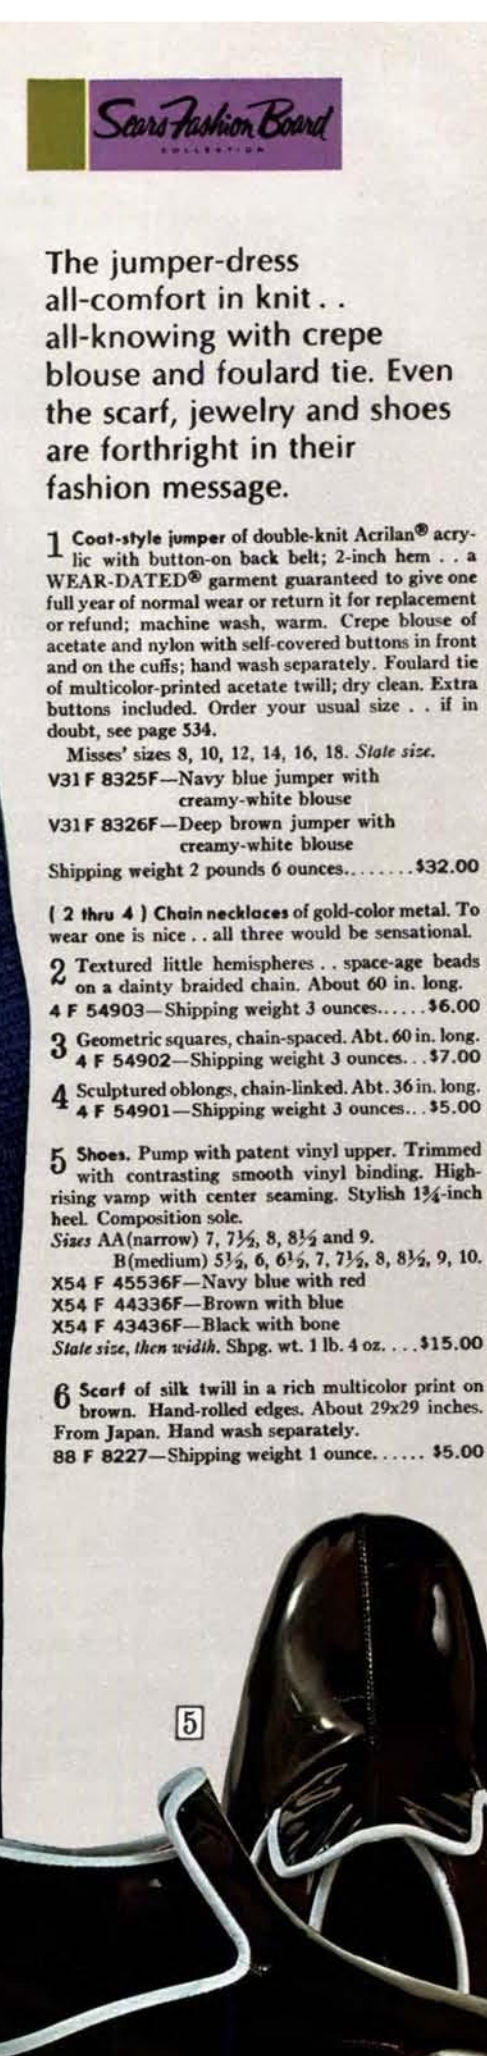 Sears Fashion Board
COLLECTION
The jumper-dress
all-comfort in knit . .
all-knowing with crepe
blouse and foulard tie. Even
the scarf, jewelry and shoes
are forthright in their
fashion message.
1 Coat-style jumper of double-knit Acrilan® acry-
lic with button-on back belt; 2-inch hem . . a
WEAR-DATED® garment guaranteed to give one
full year of normal wear or return it for replacement
or refund; machine wash, warm. Crepe blouse of
acetate and nylon with self-covered buttons in front
and on the cuffs; hand wash separately. Foulard tie
of multicolor-printed acetate twill; dry clean. Extra
buttons included. Order your usual size . . if in
doubt, see page 534.
Misses' sizes 8, 10, 12, 14, 16, 18. State size.
V31 F 8325F—Navy blue jumper with
creamy-white blouse
V31 F 8326F—Deep brown jumper with
creamy-white blouse
Shipping weight 2 pounds 6 ounces.........$32.00
( 2 thru 4 ) Chain necklaces of gold-color metal. To
wear one is nice . . all three would be sensational.
2 Textured little hemispheres . . space-age beads
on a dainty braided chain. About 60 in. long.
4 F 54903—Shipping weight 3 ounces......$6.00
3 Geometric squares, chain-spaced. Abt. 60 in. long.
4 F 54902—Shipping weight 3 ounces...$7.00
4 Sculptured oblongs, chain-linked. Abt. 36 in. long.
4 F 54901—Shipping weight 3 ounces...$5.00
5 Shoes. Pump with patent vinyl upper. Trimmed
with contrasting smooth vinyl binding. High-
rising vamp with center seaming. Stylish 1¾-inch
heel. Composition sole.
Sizes AA(narrow) 7, 7½, 8, 8½ and 9.
B(medium) 5½, 6, 6½, 7, 7½, 8, 8½, 9, 10.
X54 F 45536F—Navy blue with red
X54 F 44336F—Brown with blue
X54 F 43436F—Black with bone
State size, then width. Shpg. wt. 1 lb. 4 oz. ....$15.00
6 Scarf of silk twill in a rich multicolor print on
brown. Hand-rolled edges. About 29x29 inches.
From Japan. Hand wash separately.
88 F 8227—Shipping weight 1 ounce...... $5.00
5